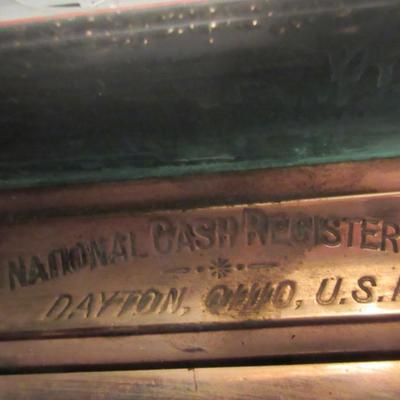 NATIONAL CASH REGISTER
DAYTON, OHIO, U.S.